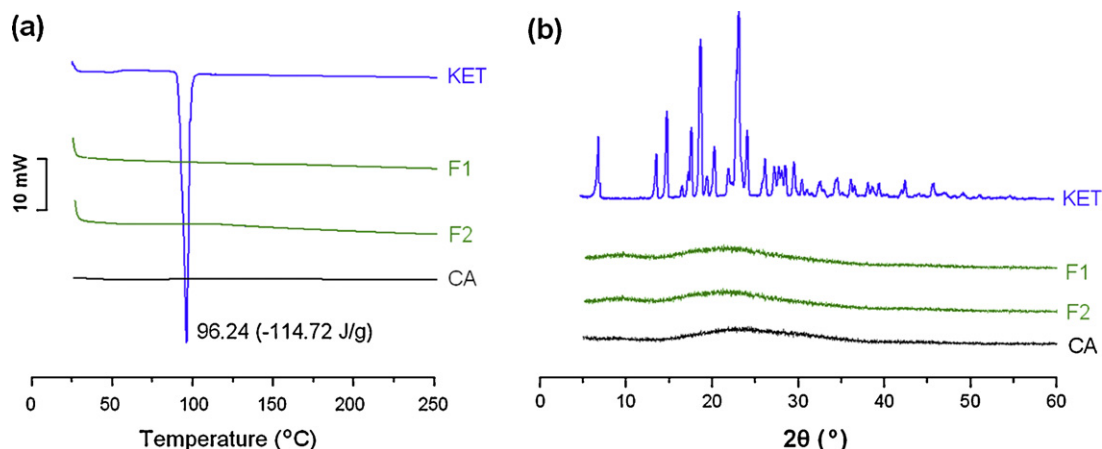 (a)
KET
F1
10 mW
F2
CA
96.24 (-114.72 J/g)
0 50 100 150 200 250
Temperature (°C)
(b)
KET
F1
F2
CA
0 10 20 30 40 50 60
2θ (°)